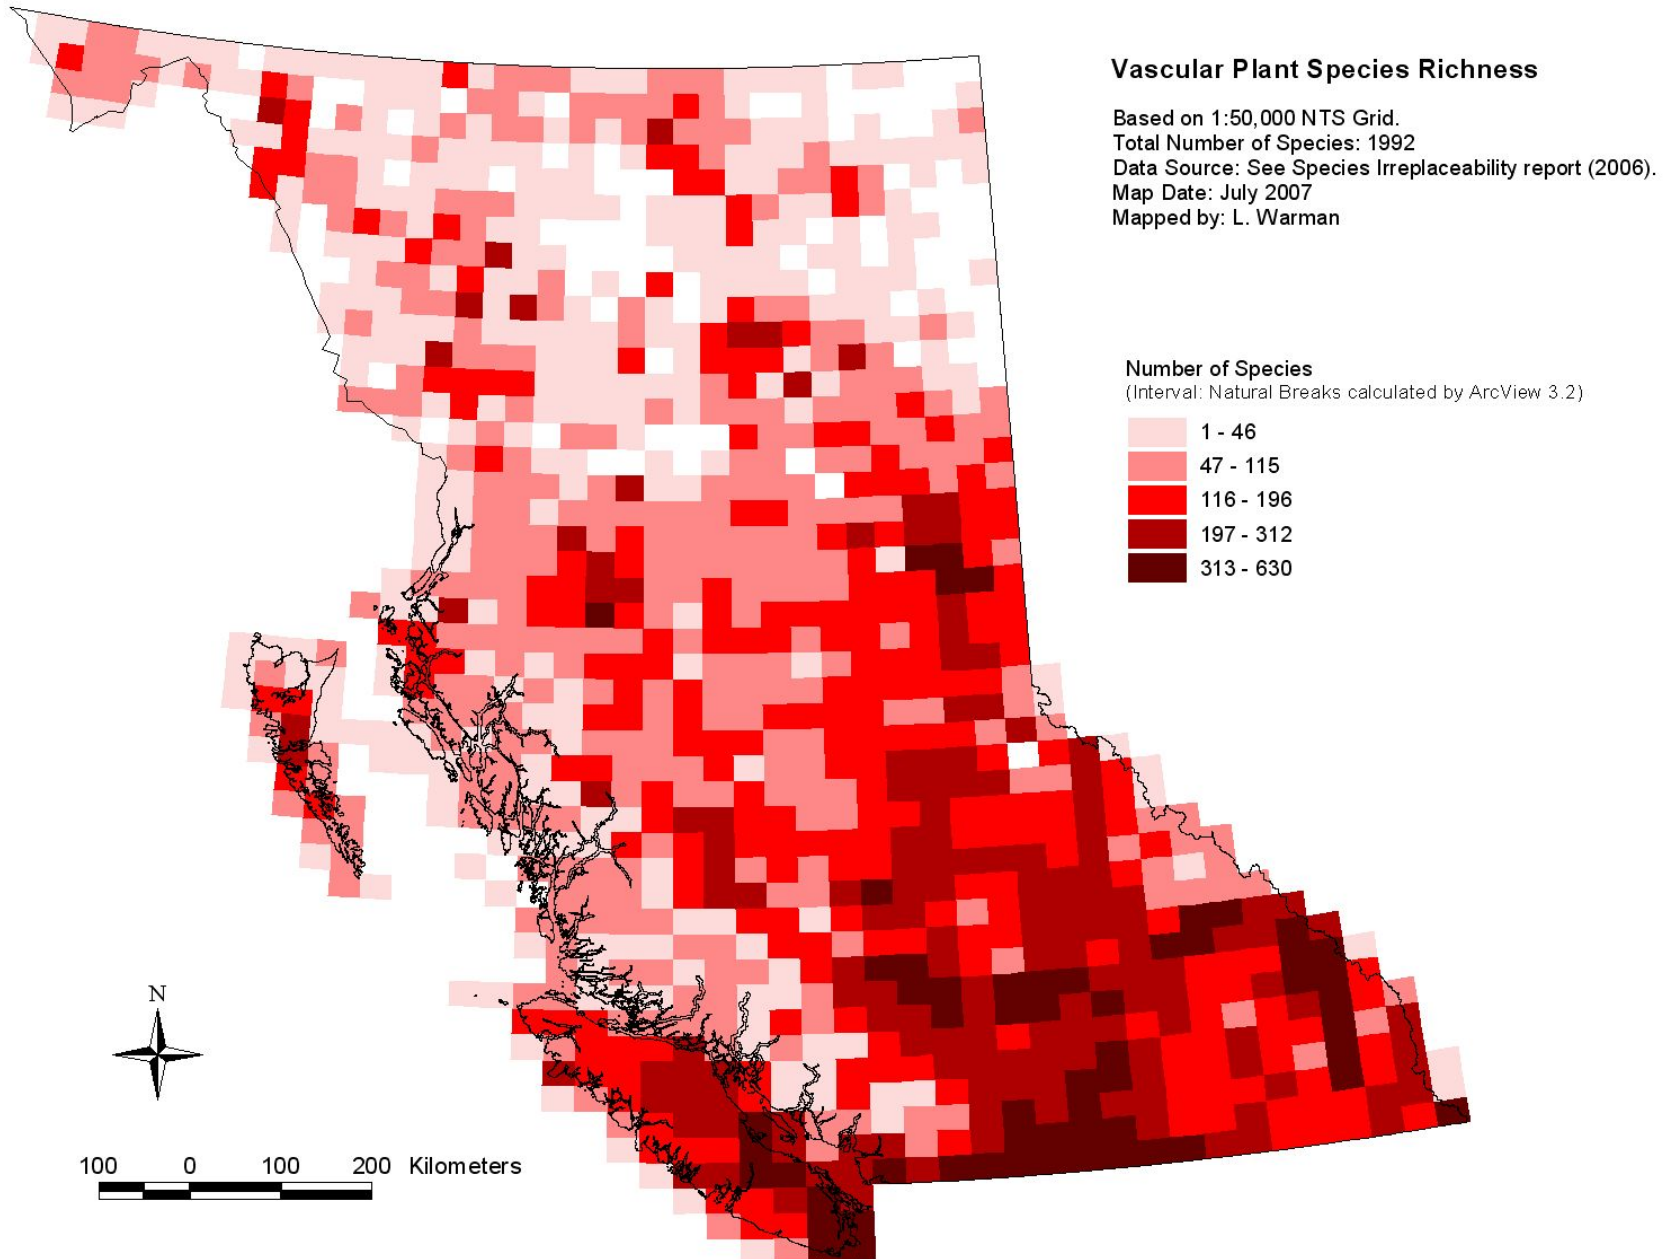 Vascular Plant Species Richness
Based on 1:50,000 NTS Grid.
Total Number of Species: 1992
Data Source: See Species Irreplaceability report (2006).
Map Date: July 2007
Mapped by: L. Warman
Number of Species
(Interval: Natural Breaks calculated by ArcView 3.2)
1 - 46
47 - 115
116 - 196
197 - 312
313 - 630
N
100 0 100 200 Kilometers